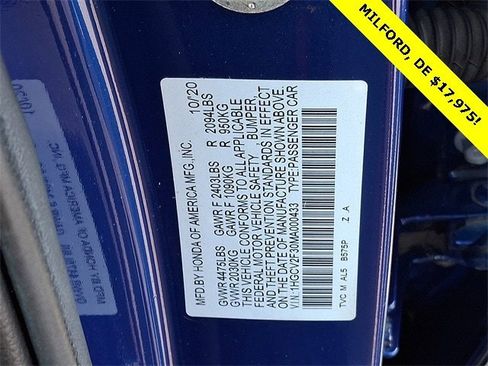 MILFORD, DE $17,975!
MFD. BY HONDA OF AMERICA MFG., INC. 10/20
GVWR 4475LBS GAWR F 2403LBS R 2094LBS
GVWR 2030KG GAWR F 1090KG R 950KG
THIS VEHICLE CONFORMS TO ALL APPLICABLE
FEDERAL MOTOR VEHICLE SAFETY, BUMPER,
AND THEFT PREVENTION STANDARDS IN EFFECT
ON THE DATE OF MANUFACTURE SHOWN ABOVE.
V.I.N: 1HGCV2F30MA000433 TYPE:PASSENGER CAR
TVC M AL5 B575P Z A